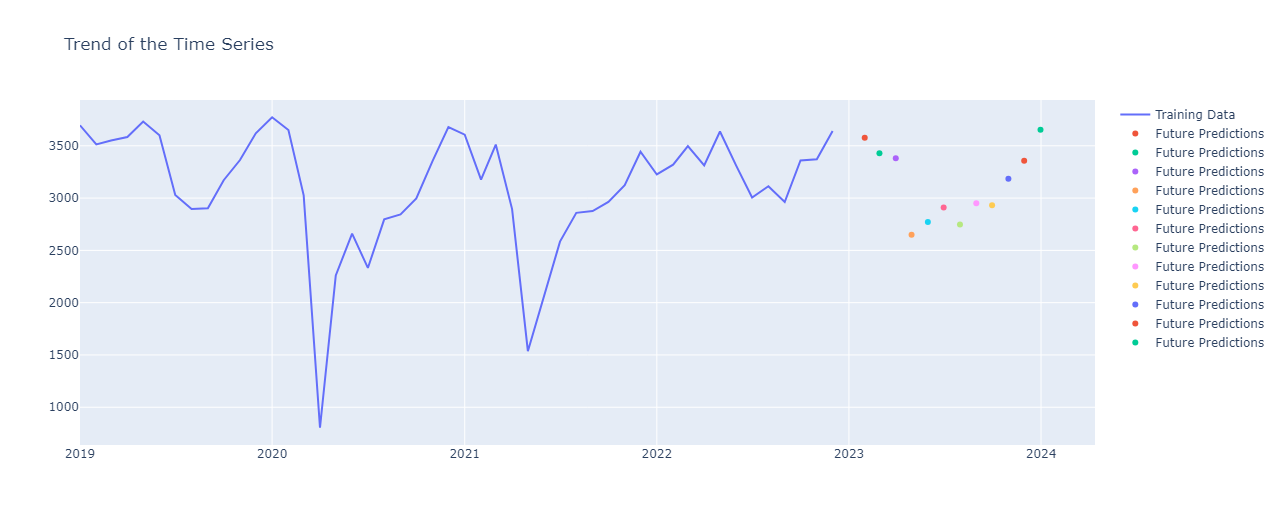 Trend of the Time Series
Training Data
Future Predictions
Future Predictions
Future Predictions
Future Predictions
Future Predictions
Future Predictions
Future Predictions
Future Predictions
Future Predictions
Future Predictions
Future Predictions
Future Predictions
3500
3000
2500
2000
1500
1000
2019 2020 2021 2022 2023 2024